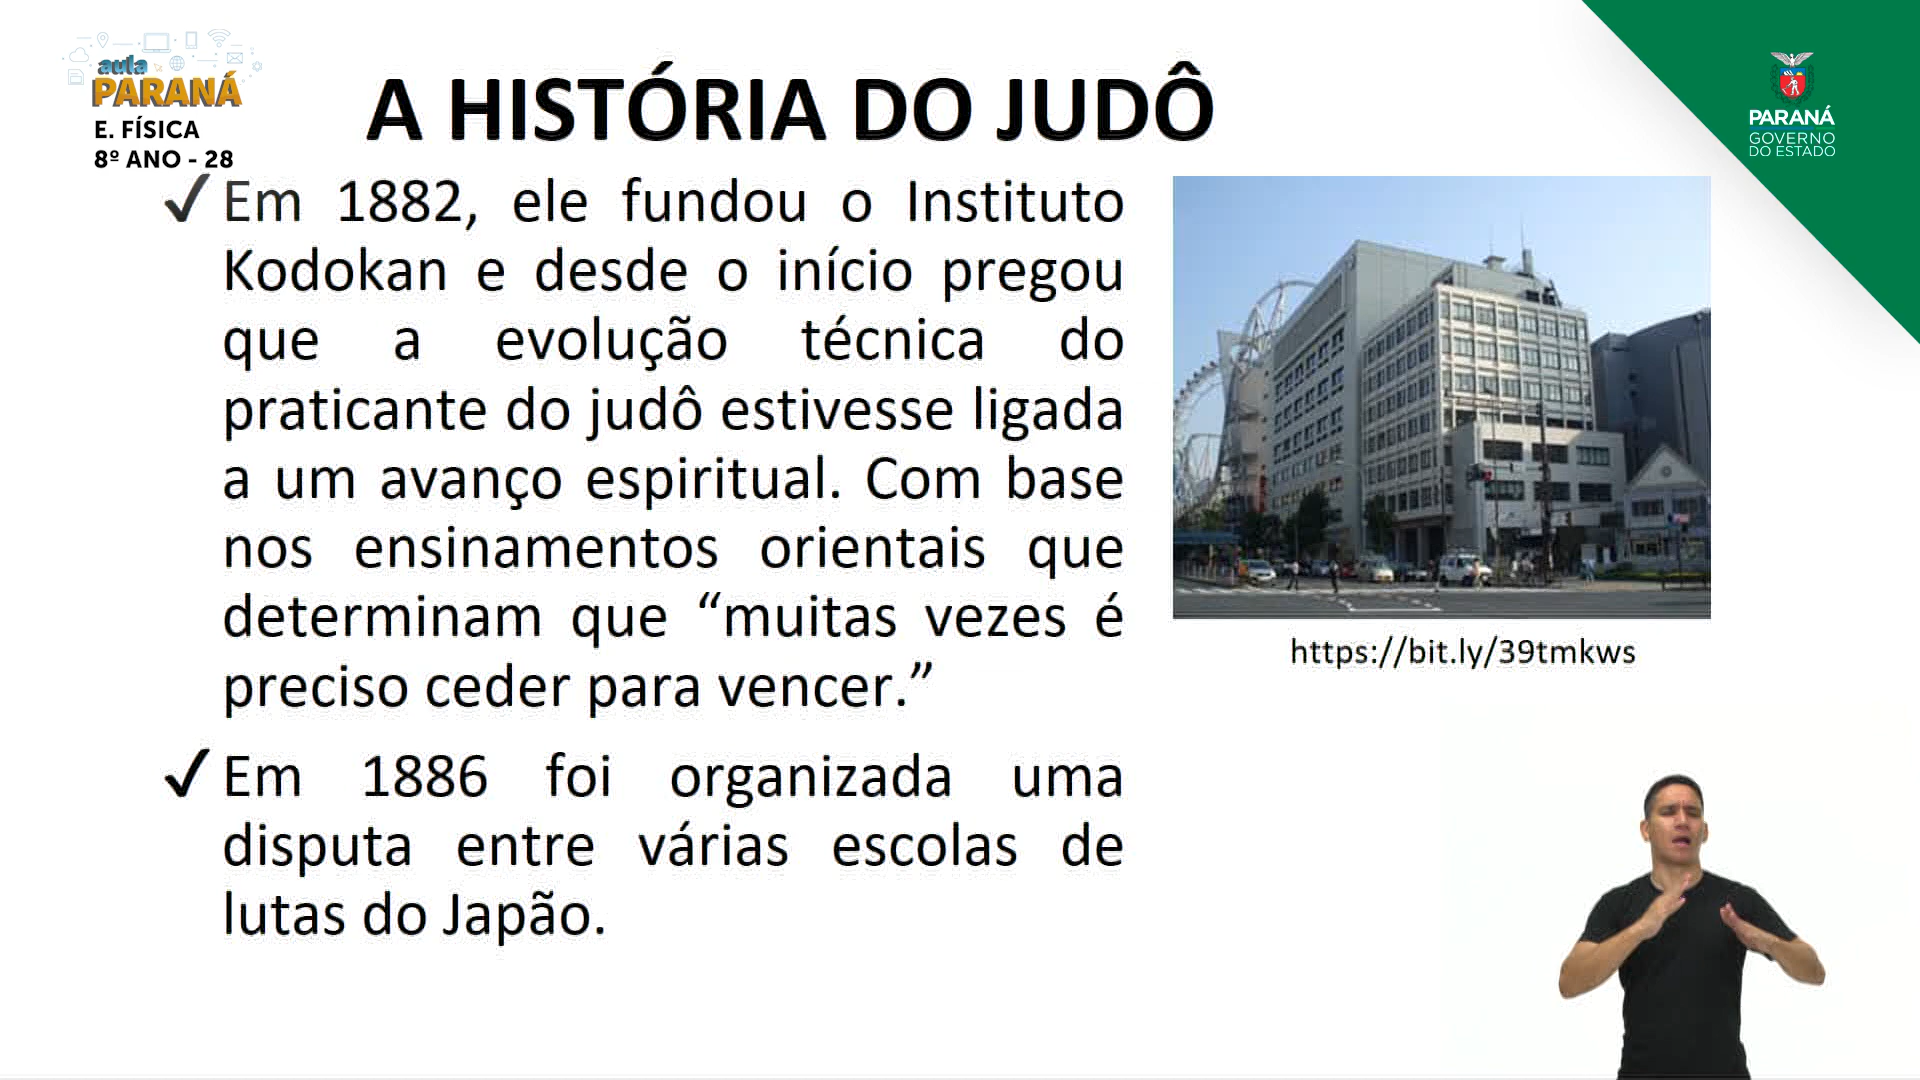 aula
PARANÁ
E. FÍSICA
8º ANO - 28
A HISTÓRIA DO JUDÔ
PARANÁ
GOVERNO
DO ESTADO
✓ Em 1882, ele fundou o Instituto
Kodokan e desde o início pregou
que a evolução técnica do
praticante do judô estivesse ligada
a um avanço espiritual. Com base
nos ensinamentos orientais que
determinam que “muitas vezes é
preciso ceder para vencer.”
✓ Em 1886 foi organizada uma
disputa entre várias escolas de
lutas do Japão.
https://bit.ly/39tmkws